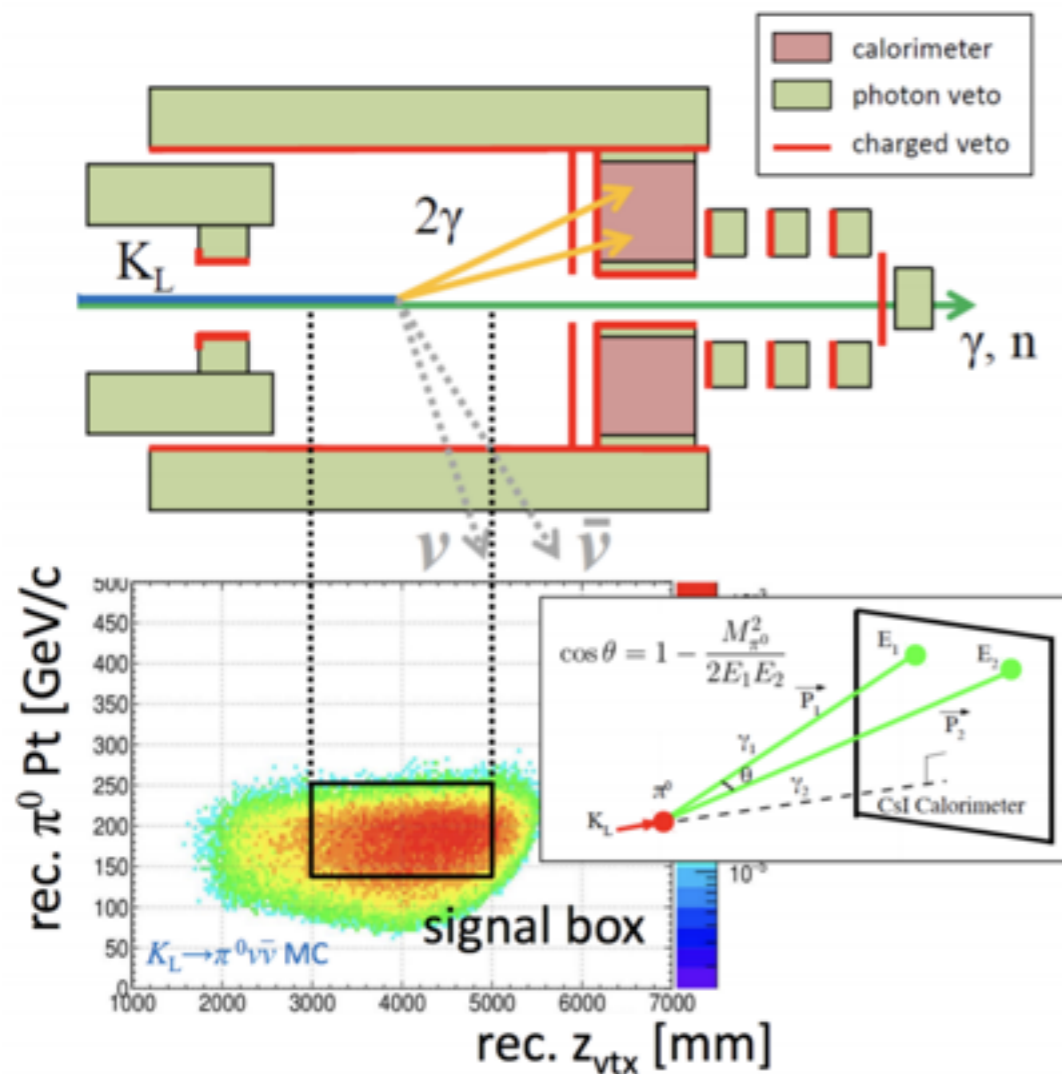 calorimeter
photon veto
charged veto
2γ
K_L
γ, n
ν ν̄
rec. π⁰ Pt [GeV/c]
500
450
400
350
300
250
200
150
100
50
0
cos θ = 1 − M²_π⁰ / 2E₁E₂
E₁
E₂
P₁
P₂
γ₁
θ
γ₂
π⁰
K_L
CsI Calorimeter
10⁻⁵
signal box
K_L→π⁰νν̄ MC
1000 2000 3000 4000 5000 6000 7000
rec. z_vtx [mm]